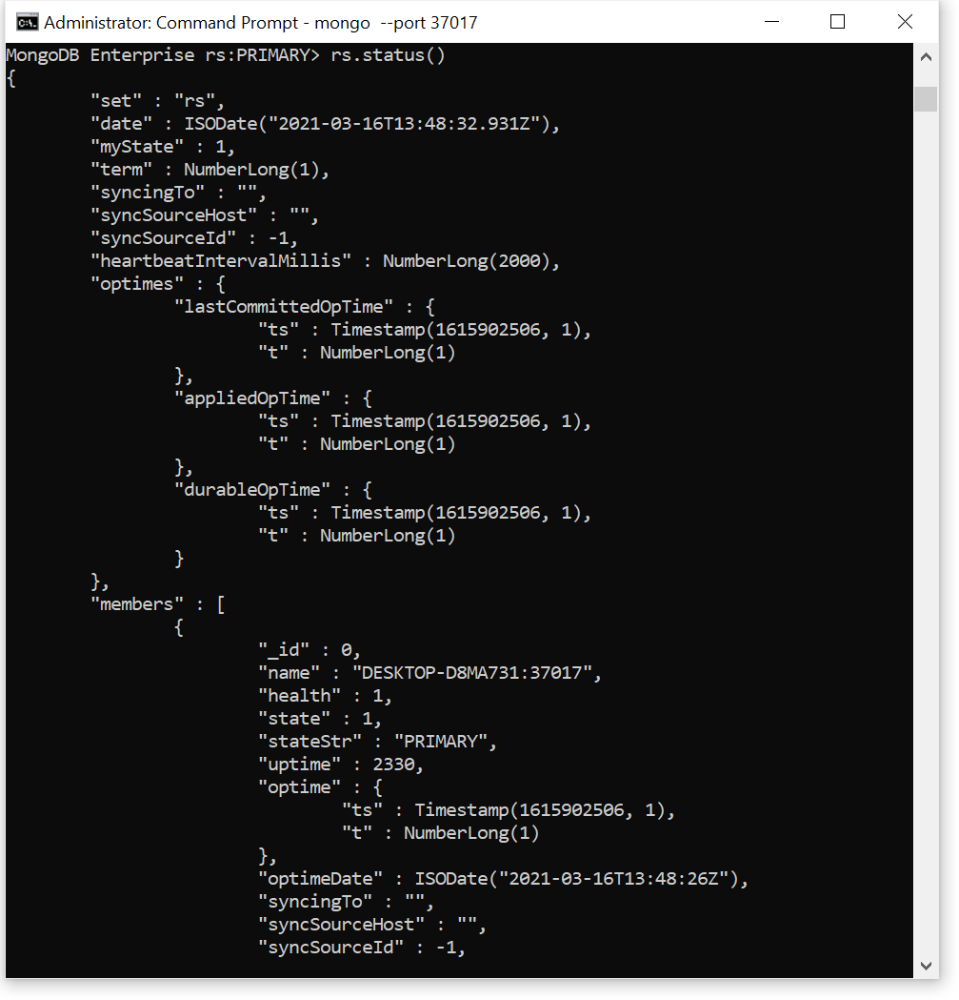 Administrator: Command Prompt - mongo  --port 37017
MongoDB Enterprise rs:PRIMARY> rs.status()
{
        "set" : "rs",
        "date" : ISODate("2021-03-16T13:48:32.931Z"),
        "myState" : 1,
        "term" : NumberLong(1),
        "syncingTo" : "",
        "syncSourceHost" : "",
        "syncSourceId" : -1,
        "heartbeatIntervalMillis" : NumberLong(2000),
        "optimes" : {
                "lastCommittedOpTime" : {
                        "ts" : Timestamp(1615902506, 1),
                        "t" : NumberLong(1)
                },
                "appliedOpTime" : {
                        "ts" : Timestamp(1615902506, 1),
                        "t" : NumberLong(1)
                },
                "durableOpTime" : {
                        "ts" : Timestamp(1615902506, 1),
                        "t" : NumberLong(1)
                }
        },
        "members" : [
                {
                        "_id" : 0,
                        "name" : "DESKTOP-D8MA731:37017",
                        "health" : 1,
                        "state" : 1,
                        "stateStr" : "PRIMARY",
                        "uptime" : 2330,
                        "optime" : {
                                "ts" : Timestamp(1615902506, 1),
                                "t" : NumberLong(1)
                        },
                        "optimeDate" : ISODate("2021-03-16T13:48:26Z"),
                        "syncingTo" : "",
                        "syncSourceHost" : "",
                        "syncSourceId" : -1,